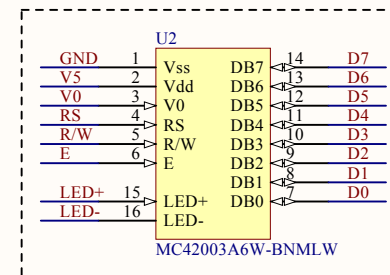 U2
GND 1 Vss DB7 14 D7
V5 2 Vdd DB6 13 D6
V0 3 V0 DB5 12 D5
RS 4 RS DB4 11 D4
R/W 5 R/W DB3 10 D3
E 6 E DB2 9 D2
DB1 8 D1
LED+ 15 LED+ DB0 7 D0
LED- 16 LED-
MC42003A6W-BNMLW